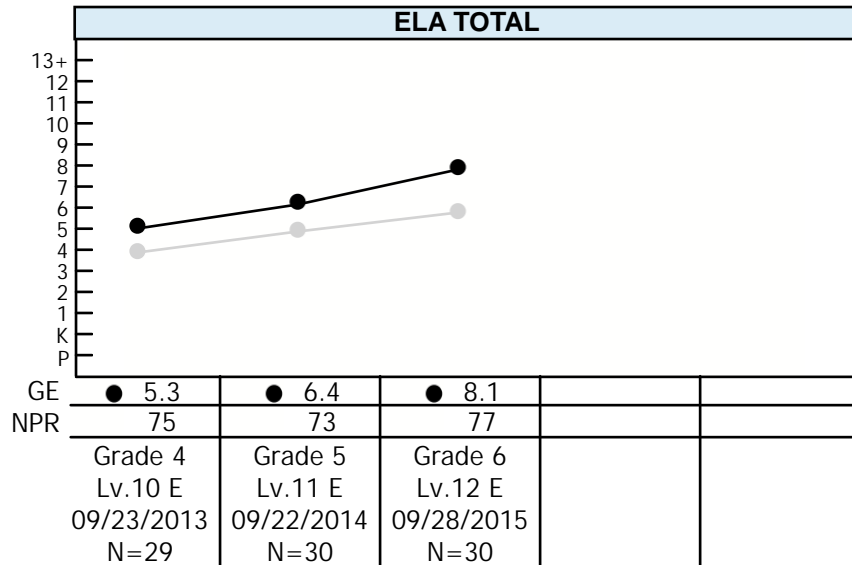 ELA TOTAL
13+
12
11
10
9
8
7
6
5
4
3
2
1
K
P
GE 5.3 6.4 8.1
NPR 75 73 77
Grade 4 Grade 5 Grade 6
Lv.10 E Lv.11 E Lv.12 E
09/23/2013 09/22/2014 09/28/2015
N=29 N=30 N=30